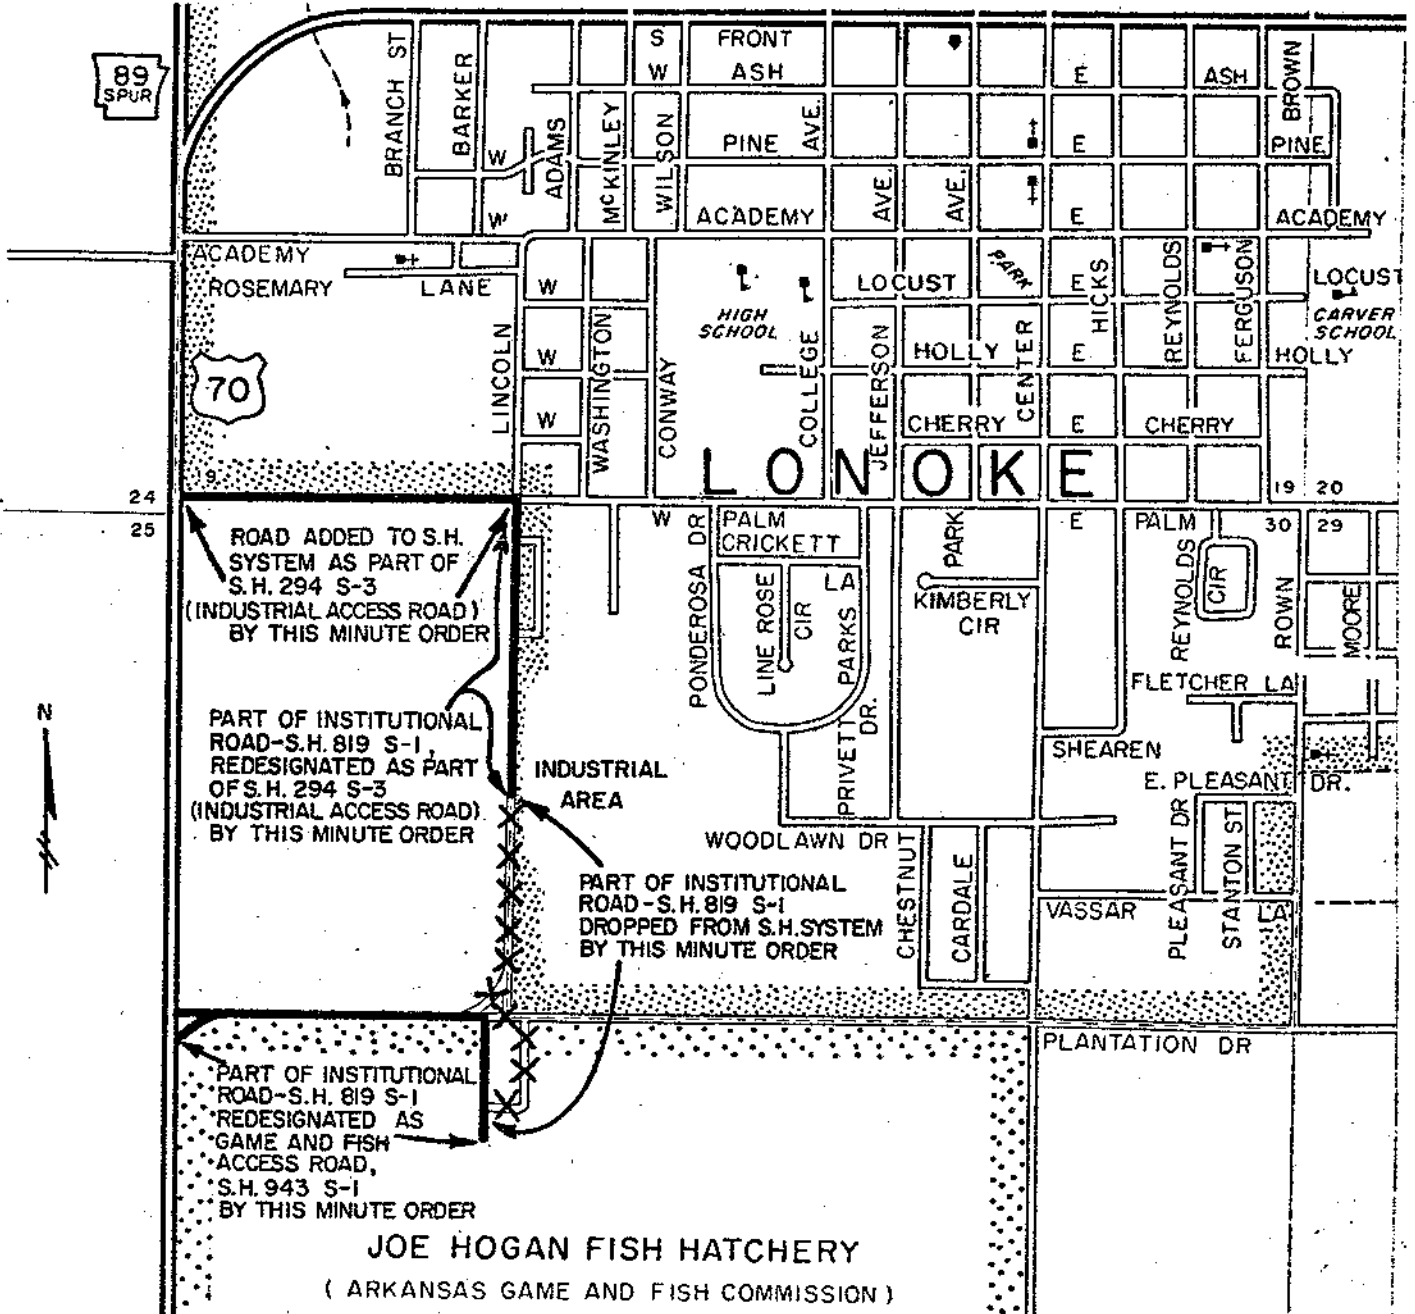 89
SPUR
BRANCH ST
BARKER
ADAMS
McKINLEY
WILSON
S
W
FRONT
ASH
AVE.
PINE
W
W
ACADEMY
AVE.
AVE.
E
ASH
BROWN
E
PINE
E
ACADEMY
ACADEMY
ROSEMARY
LANE
LINCOLN
W
W
W
WASHINGTON
CONWAY
HIGH
SCHOOL
COLLEGE
JEFFERSON
LOCUST
PARK
E
HICKS
REYNOLDS
FERGUSON
LOCUST
CARVER
SCHOOL
HOLLY
CENTER
E
HOLLY
CHERRY
E
CHERRY
70
LONOKE
9
24
25
19 20
30 29
ROAD ADDED TO S.H.
SYSTEM AS PART OF
S.H. 294 S-3
(INDUSTRIAL ACCESS ROAD)
BY THIS MINUTE ORDER
W
PONDEROSA DR
PALM
CRICKETT
LA
LINE ROSE
CIR
PARKS
PRIVETT
DR.
PARK
KIMBERLY
CIR
E
PALM
REYNOLDS
CIR
ROWN
MOORE
FLETCHER LA
SHEAREN
E. PLEASANT DR.
N
PART OF INSTITUTIONAL
ROAD-S.H. 819 S-1,
REDESIGNATED AS PART
OF S.H. 294 S-3
(INDUSTRIAL ACCESS ROAD)
BY THIS MINUTE ORDER
INDUSTRIAL
AREA
WOODLAWN DR
CHESTNUT
CARDALE
PLEASANT DR
STANTON ST
VASSAR
LA
PART OF INSTITUTIONAL
ROAD-S.H. 819 S-1
DROPPED FROM S.H. SYSTEM
BY THIS MINUTE ORDER
PLANTATION DR
PART OF INSTITUTIONAL
ROAD-S.H. 819 S-1
REDESIGNATED AS
GAME AND FISH
ACCESS ROAD,
S.H. 943 S-1
BY THIS MINUTE ORDER
JOE HOGAN FISH HATCHERY
( ARKANSAS GAME AND FISH COMMISSION )